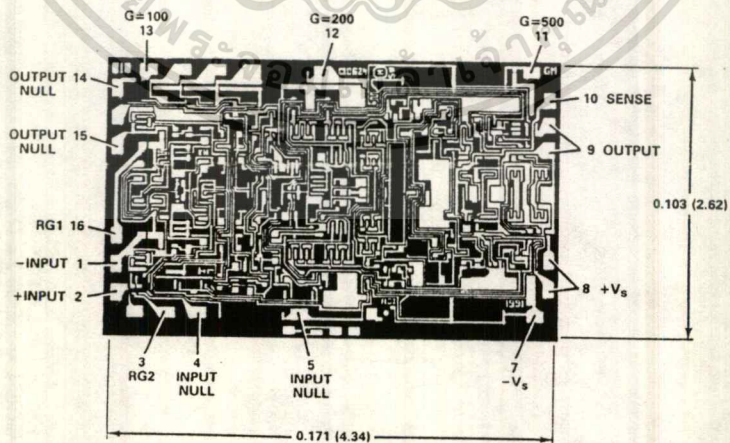 G=100
13
G=200
12
G=500
11
OUTPUT 14
NULL
OUTPUT 15
NULL
RG1 16
-INPUT 1
+INPUT 2
10 SENSE
9 OUTPUT
0.103 (2.62)
8 +Vs
3
RG2
4
INPUT
NULL
5
INPUT
NULL
7
-Vs
0.171 (4.34)
GM